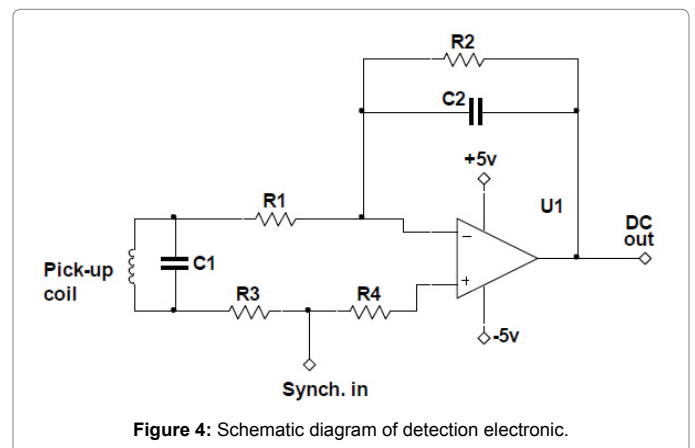 R2
C2
+5v
U1
R1
DC
out
−
Pick-up
coil
C1
R3
R4
+
-5v
Synch. in
Figure 4: Schematic diagram of detection electronic.